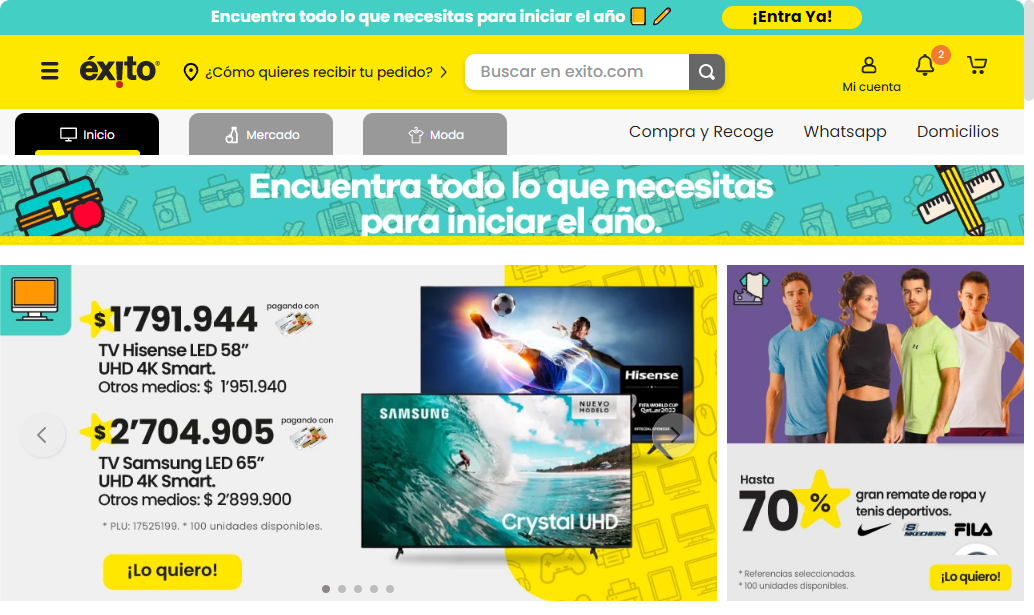 Encuentra todo lo que necesitas para iniciar el año
¡Entra Ya!
éxito
¿Cómo quieres recibir tu pedido?
Buscar en exito.com
Mi cuenta
2
Inicio
Mercado
Moda
Compra y Recoge
Whatsapp
Domicilios
Encuentra todo lo que necesitas
para iniciar el año.
$1’791.944
pagando con
TV Hisense LED 58”
UHD 4K Smart.
Otros medios: $ 1’951.940
$2’704.905
pagando con
TV Samsung LED 65”
UHD 4K Smart.
Otros medios: $ 2’899.900
* PLU: 17525199. * 100 unidades disponibles.
¡Lo quiero!
Hisense
FIFA WORLD CUP
Qatar2022
OFFICIAL SPONSOR
SAMSUNG
NUEVO
MODELO
Crystal UHD
Hasta
70%
gran remate de ropa y
tenis deportivos.
SKECHERS
FILA
* Referencias seleccionadas.
* 100 unidades disponibles.
¡Lo quiero!